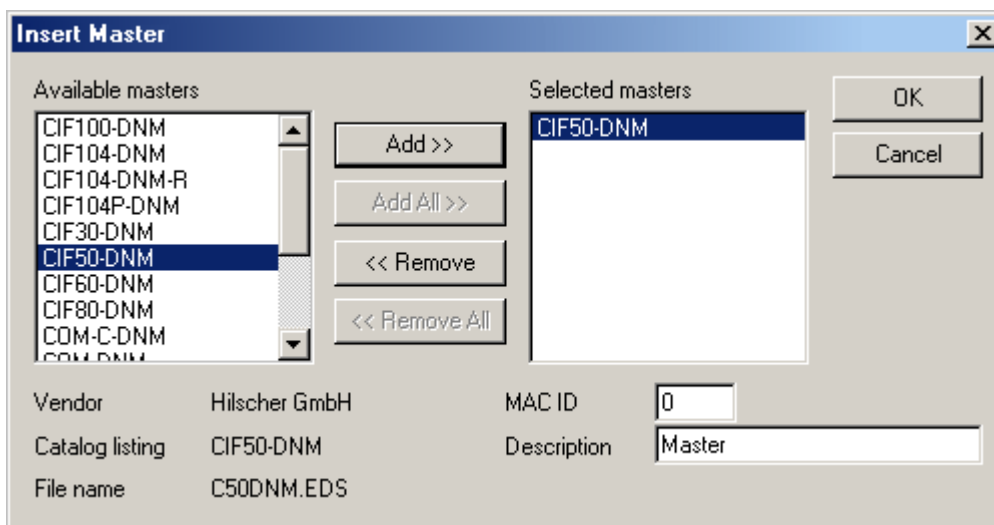 Insert Master
Available masters
CIF100-DNM
CIF104-DNM
CIF104-DNM-R
CIF104P-DNM
CIF30-DNM
CIF50-DNM
CIF60-DNM
CIF80-DNM
COM-C-DNM
COM-DNM
Add >>
Add All >>
<< Remove
<< Remove All
Selected masters
CIF50-DNM
OK
Cancel
Vendor Hilscher GmbH
Catalog listing CIF50-DNM
File name C50DNM.EDS
MAC ID 0
Description Master